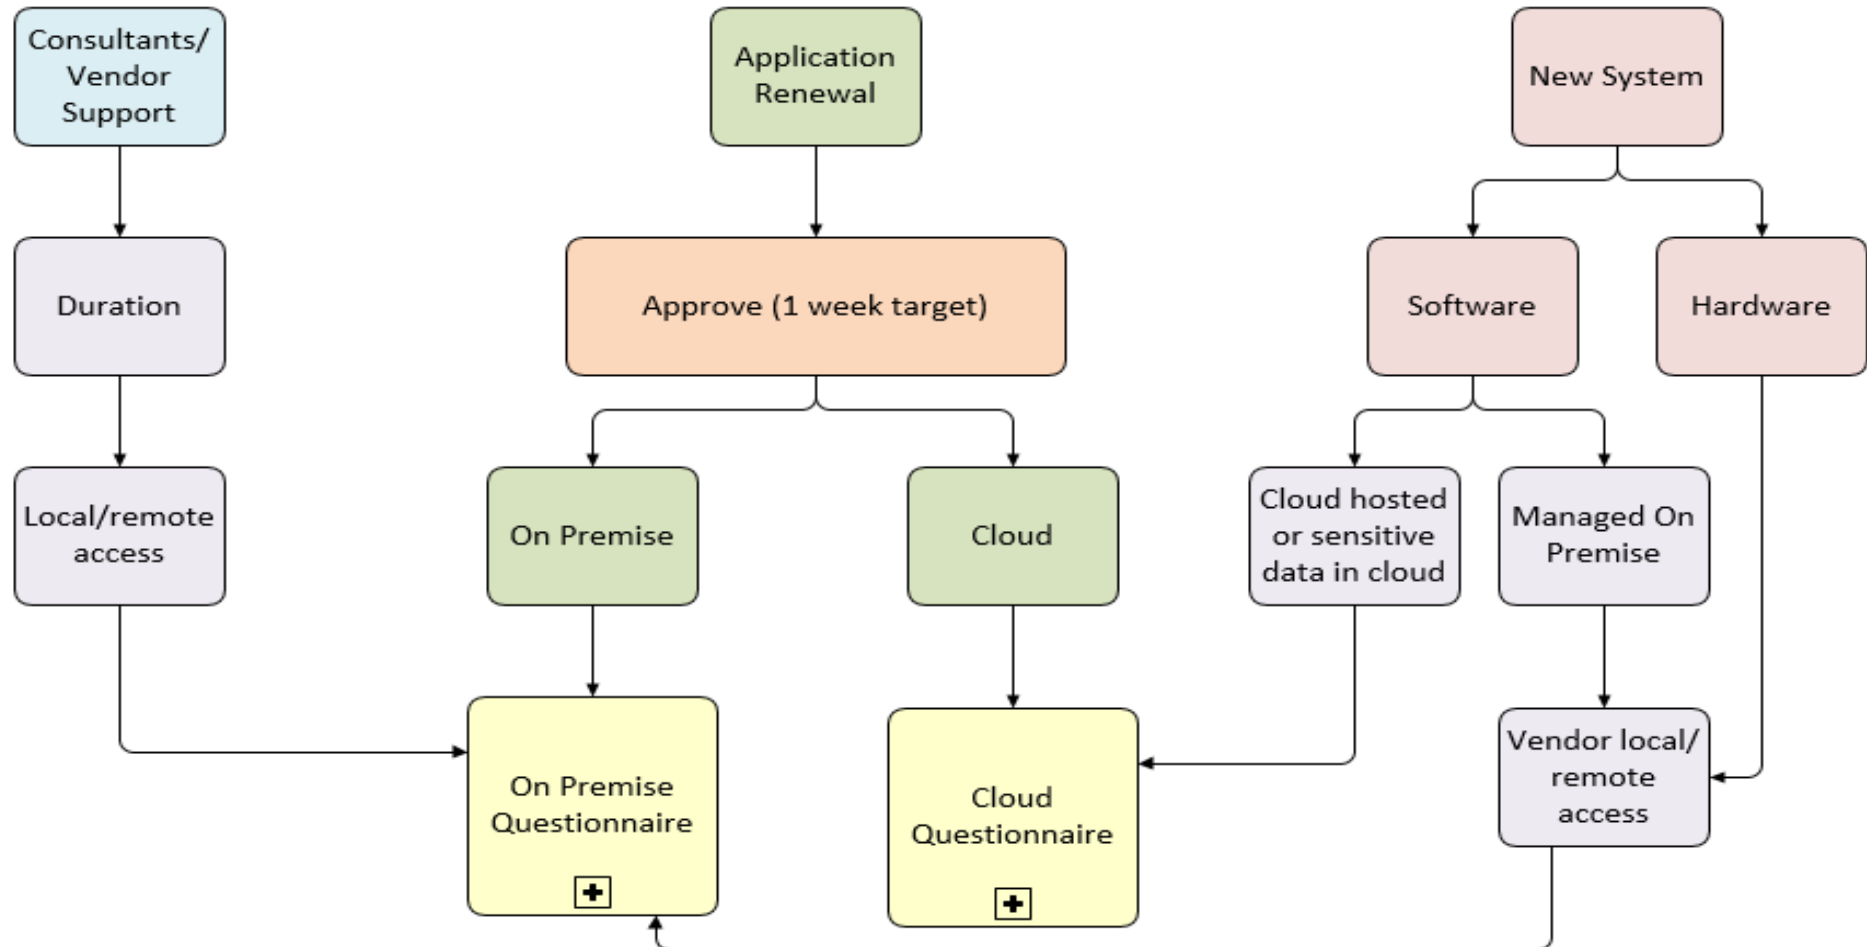 Consultants/
Vendor
Support
Application
Renewal
New System
Duration
Approve (1 week target)
Software
Hardware
Local/remote
access
On Premise
Cloud
Cloud hosted
or sensitive
data in cloud
Managed On
Premise
On Premise
Questionnaire
Cloud
Questionnaire
Vendor local/
remote
access